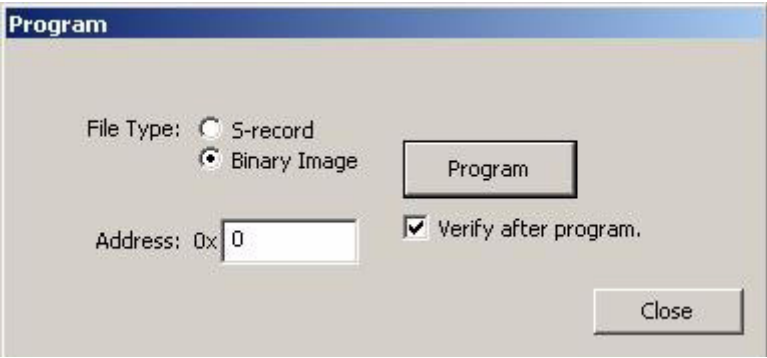 Program
File Type: S-record
Binary Image
Program
Address: 0x 0
Verify after program.
Close